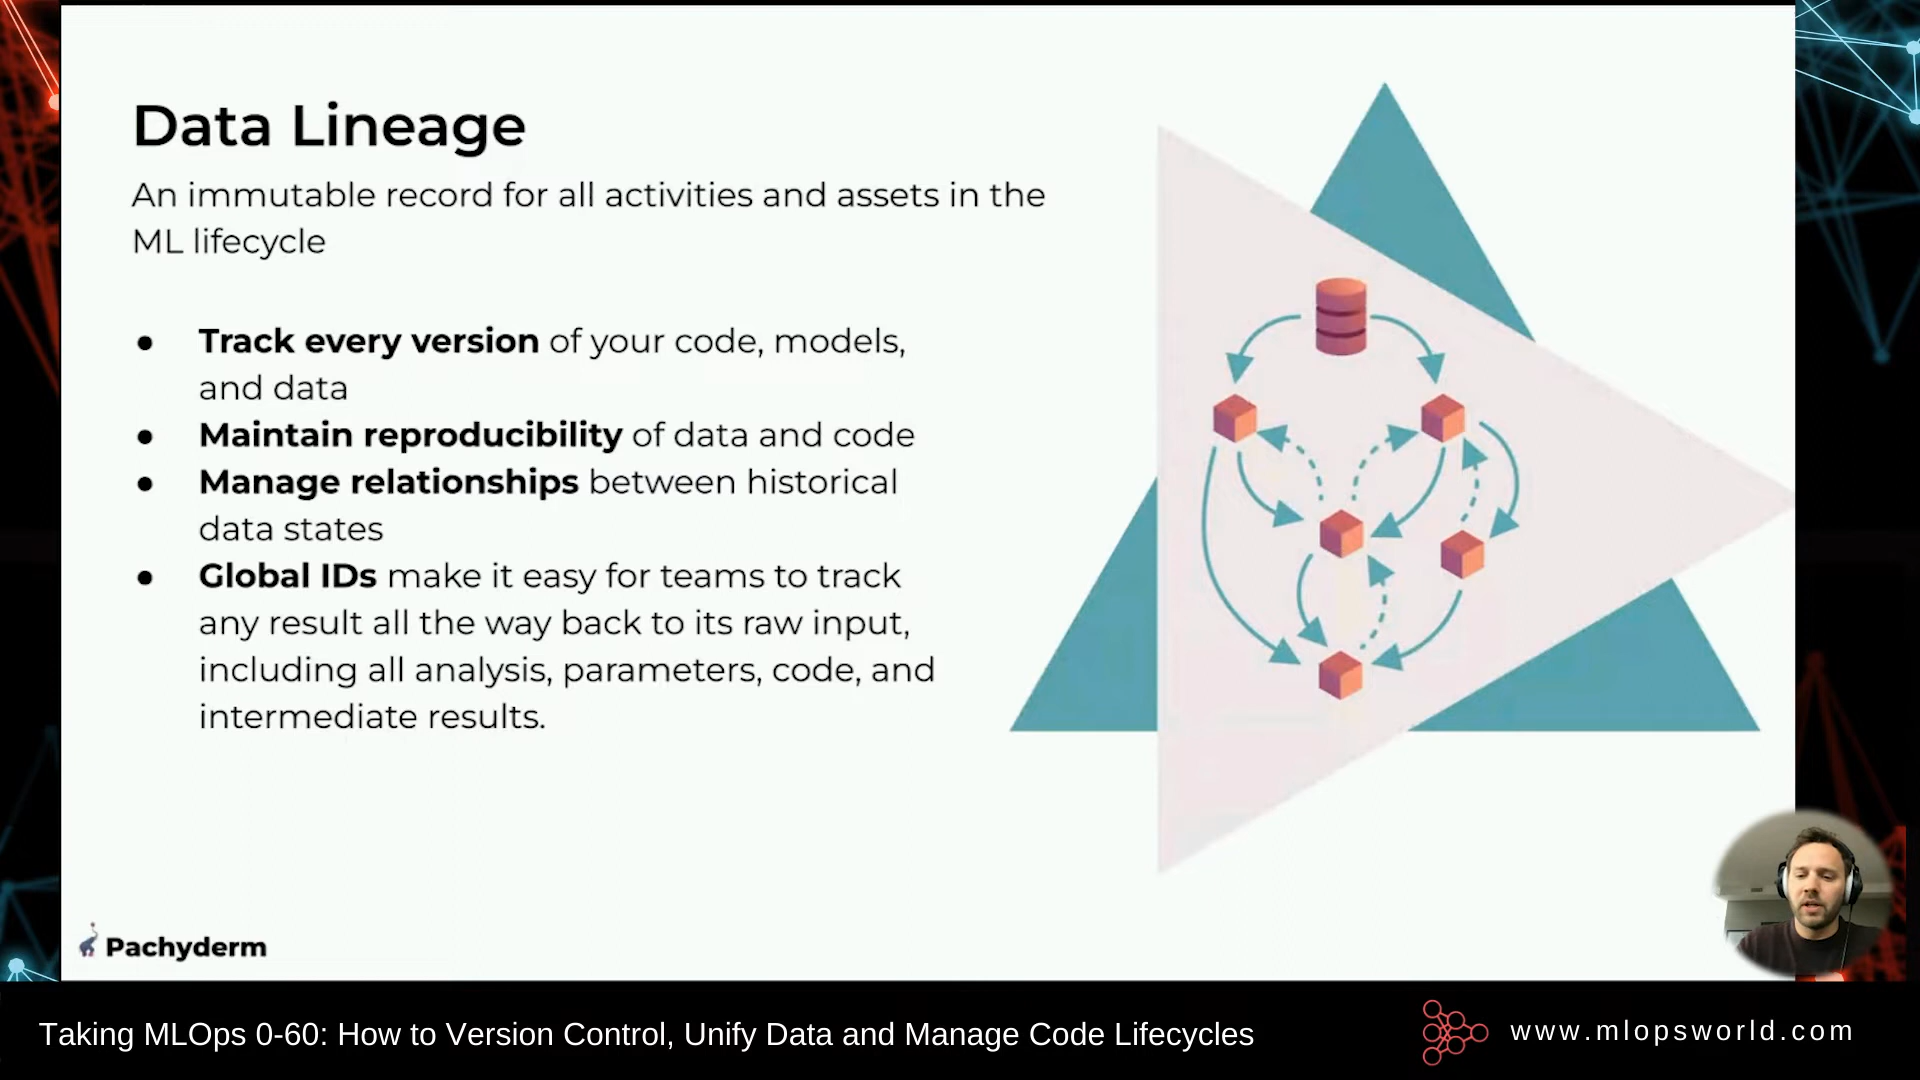 Data Lineage
An immutable record for all activities and assets in the
ML lifecycle
● Track every version of your code, models,
and data
● Maintain reproducibility of data and code
● Manage relationships between historical
data states
● Global IDs make it easy for teams to track
any result all the way back to its raw input,
including all analysis, parameters, code, and
intermediate results.
Pachyderm
Taking MLOps 0-60: How to Version Control, Unify Data and Manage Code Lifecycles
www.mlopsworld.com